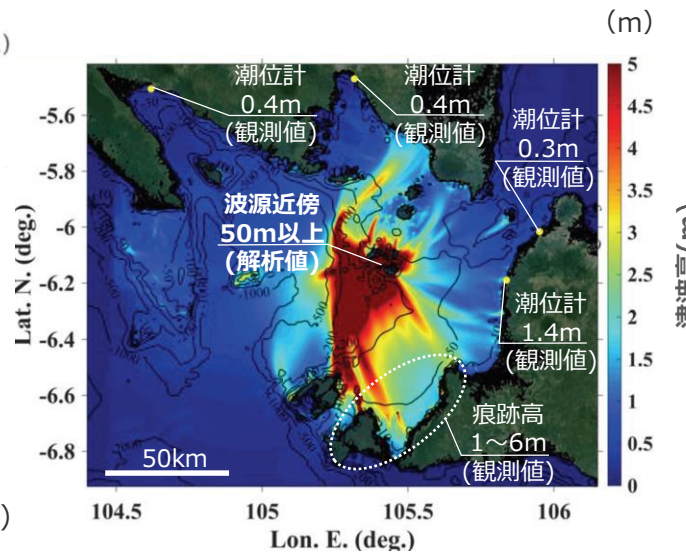 (m)
)
潮位計
0.4m
(観測値)
潮位計
0.4m
(観測値)
潮位計
0.3m
(観測値)
波源近傍
50m以上
(解析値)
潮位計
1.4m
(観測値)
痕跡高
1～6m
(観測値)
50km
-5.6
-5.8
-6
-6.2
-6.4
-6.6
-6.8
Lat. N. (deg.)
104.5
105
105.5
106
Lon. E. (deg.)
5
4.5
4
3.5
3
2.5
2
1.5
1
0.5
0
-1000
)